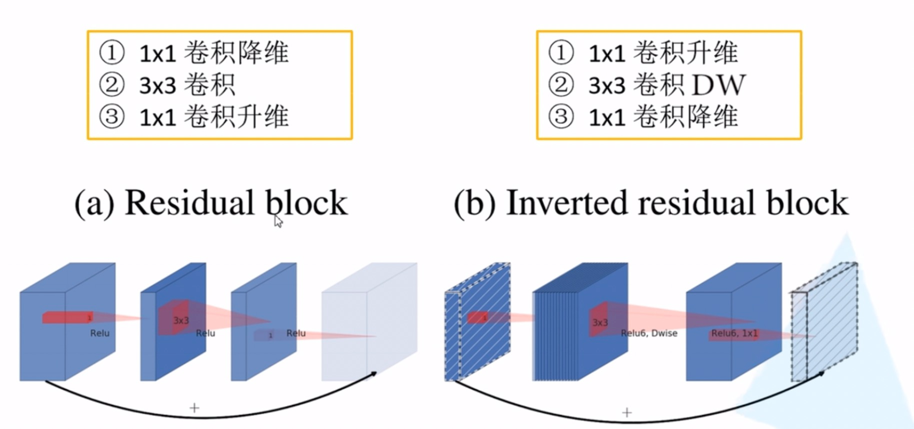 ① 1x1 卷积降维
② 3x3 卷积
③ 1x1 卷积升维
① 1x1 卷积升维
② 3x3 卷积 DW
③ 1x1 卷积降维
(a) Residual block
(b) Inverted residual block
1
Relu
3x3
Relu
1
Relu
+
3x3
Relu6, Dwise
Relu6, 1x1
+